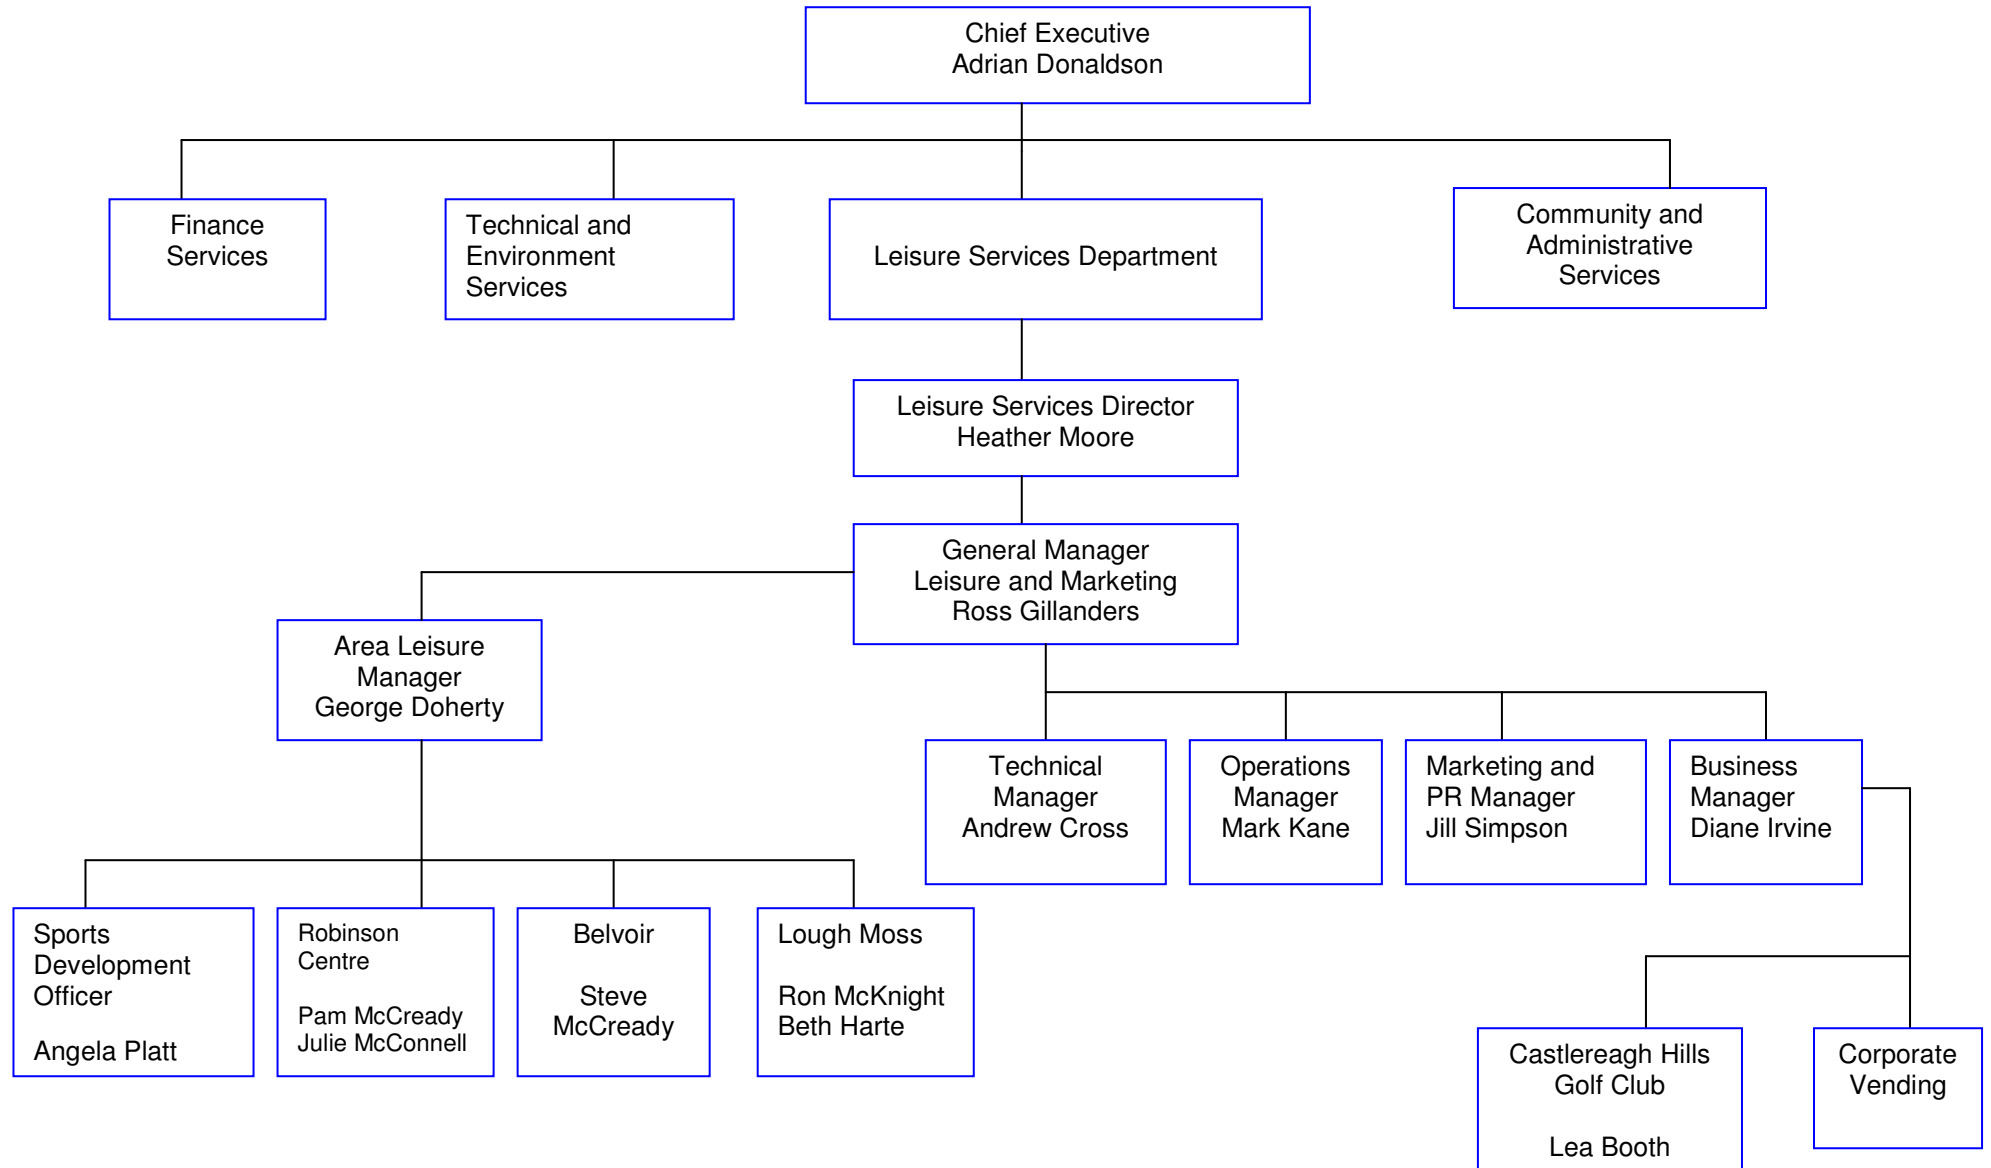 Chief Executive
Adrian Donaldson
Finance
Services
Technical and
Environment
Services
Leisure Services Department
Community and
Administrative
Services
Leisure Services Director
Heather Moore
General Manager
Leisure and Marketing
Ross Gillanders
Area Leisure
Manager
George Doherty
Technical
Manager
Andrew Cross
Operations
Manager
Mark Kane
Marketing and
PR Manager
Jill Simpson
Business
Manager
Diane Irvine
Sports
Development
Officer
Angela Platt
Robinson
Centre
Pam McCready
Julie McConnell
Belvoir
Steve
McCready
Lough Moss
Ron McKnight
Beth Harte
Castlereagh Hills
Golf Club
Lea Booth
Corporate
Vending